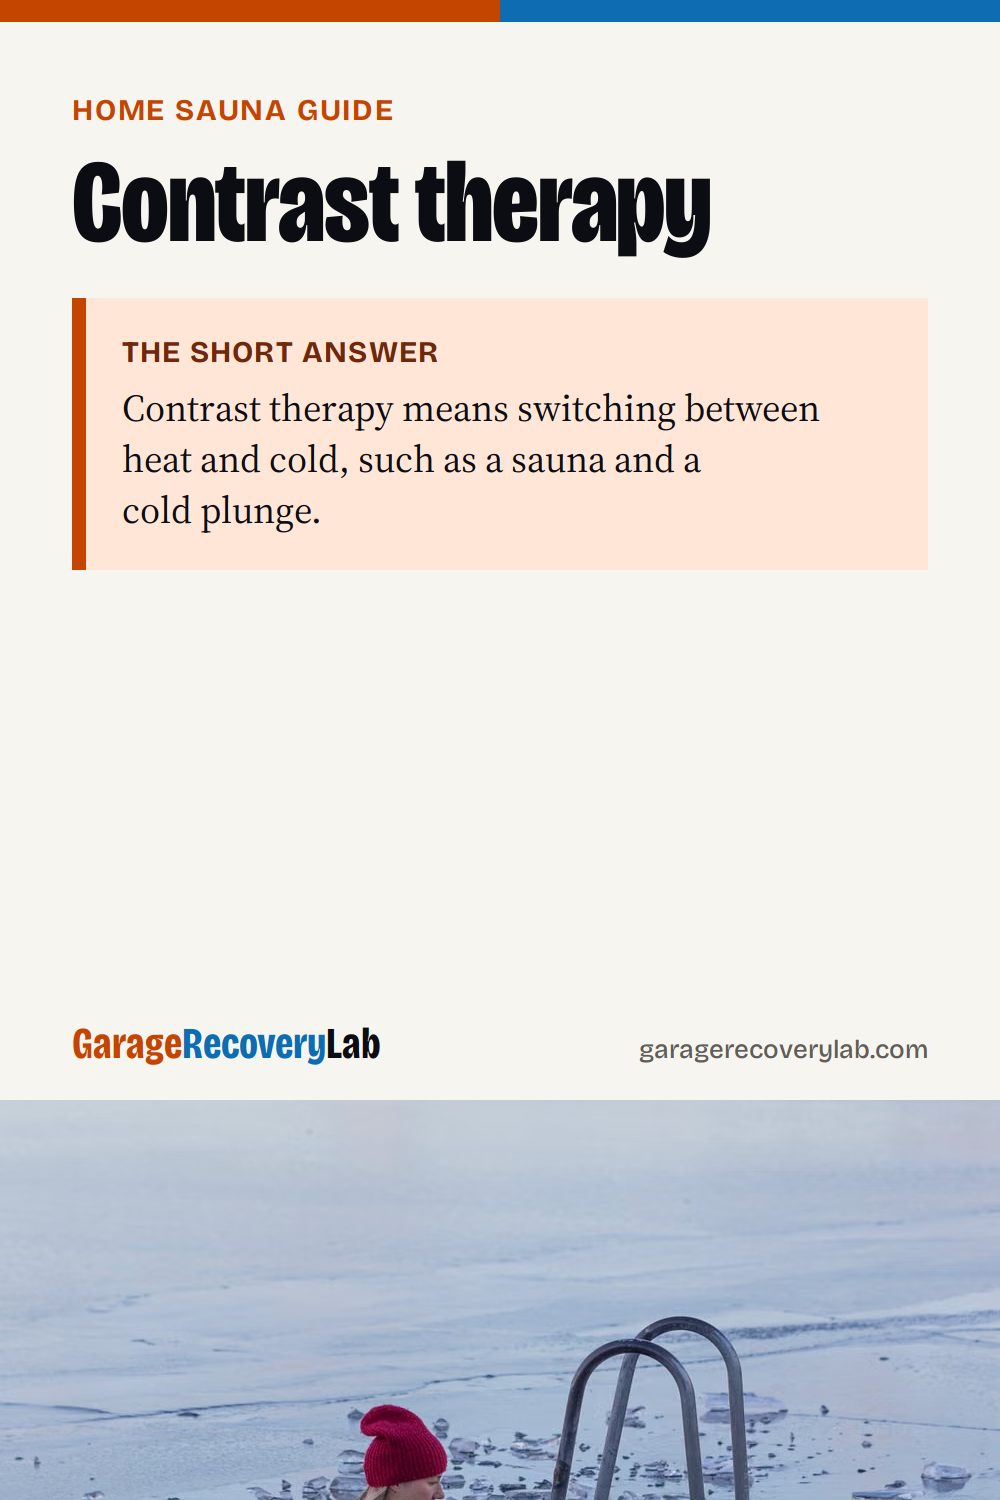 HOME SAUNA GUIDE
Contrast therapy
THE SHORT ANSWER
Contrast therapy means switching between
heat and cold, such as a sauna and a
cold plunge.
GarageRecoveryLab
garagerecoverylab.com